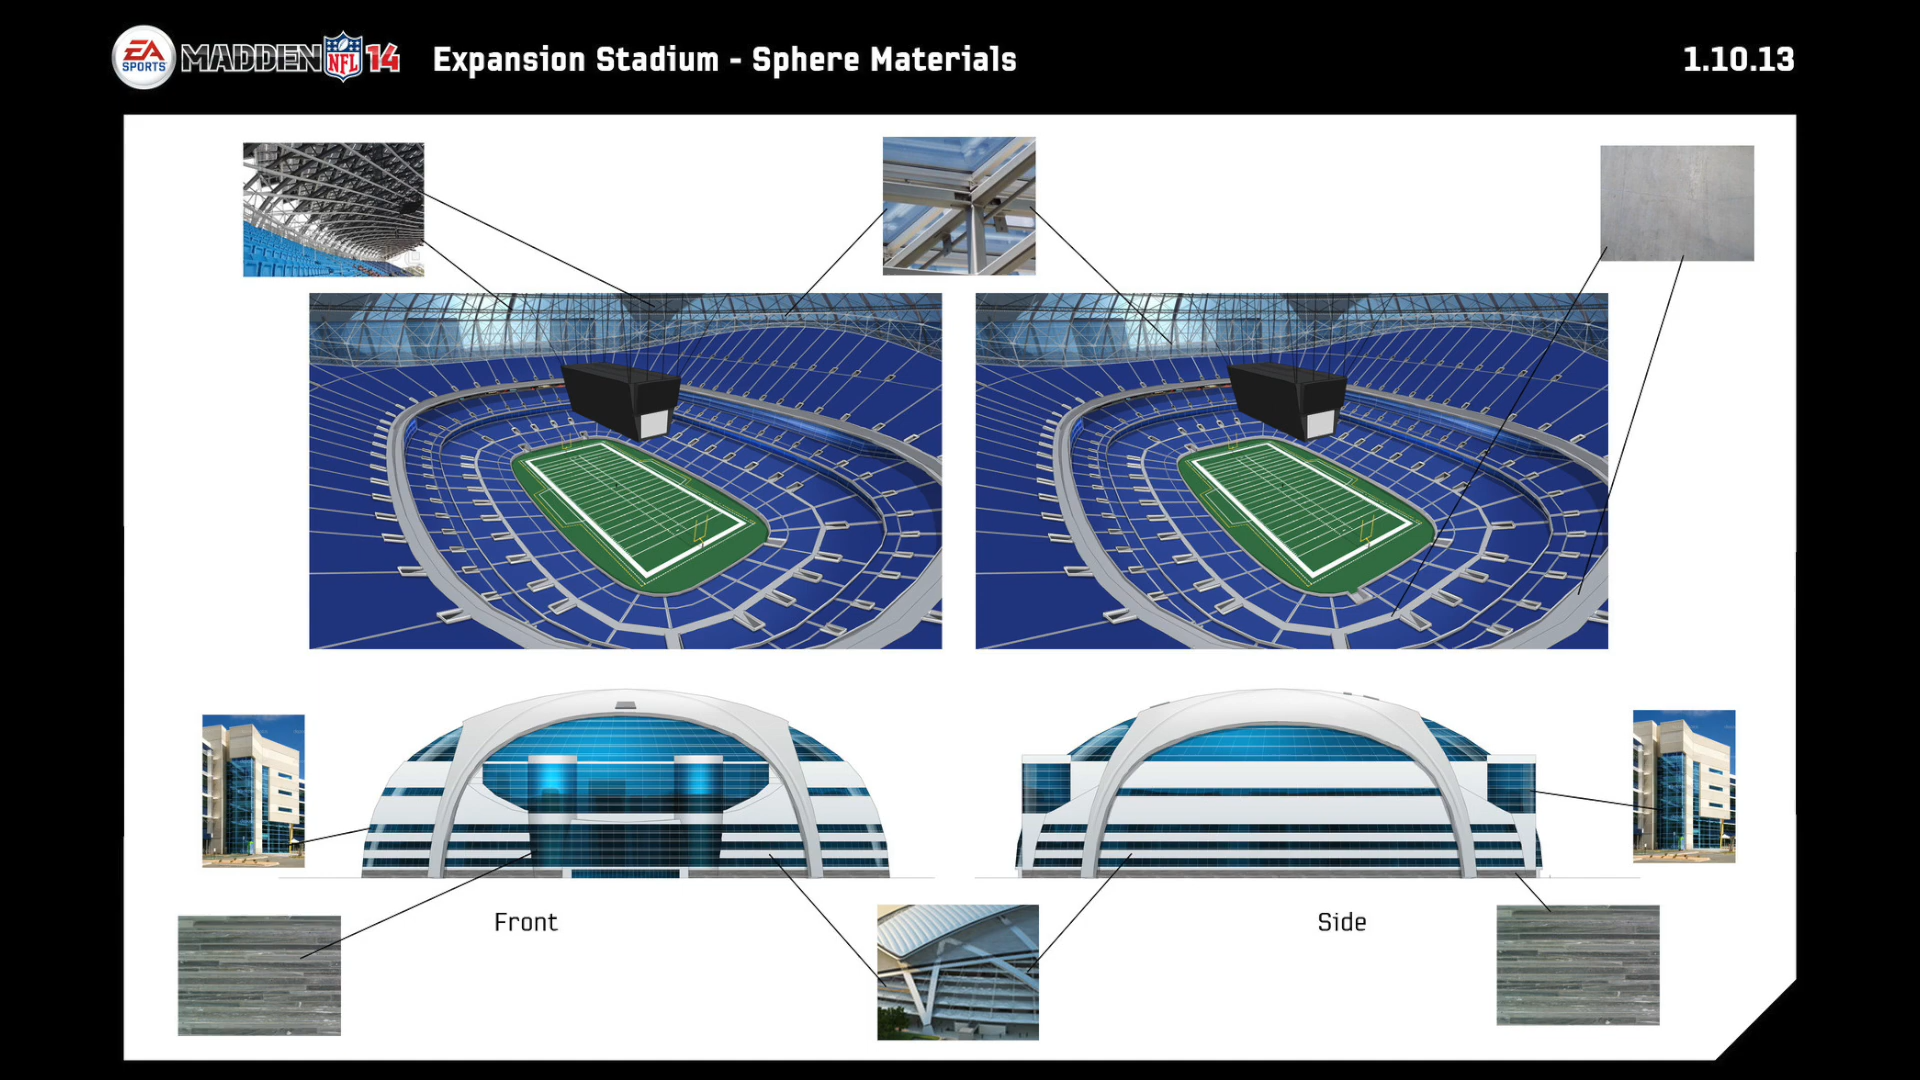 EA
SPORTS
MADDEN NFL 14
Expansion Stadium - Sphere Materials
1.10.13
Front
Side